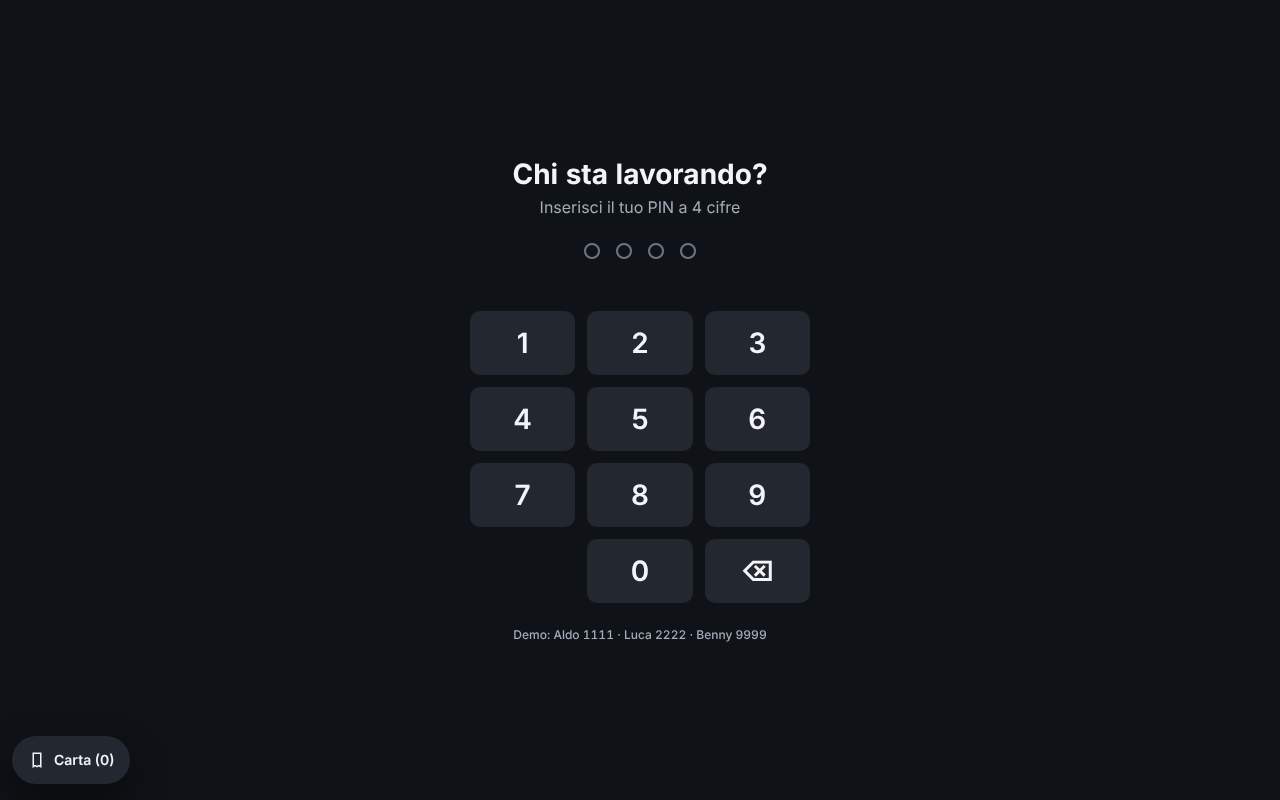 Chi sta lavorando?
Inserisci il tuo PIN a 4 cifre
1 2 3
4 5 6
7 8 9
0
Demo: Aldo 1111 · Luca 2222 · Benny 9999
Carta (0)